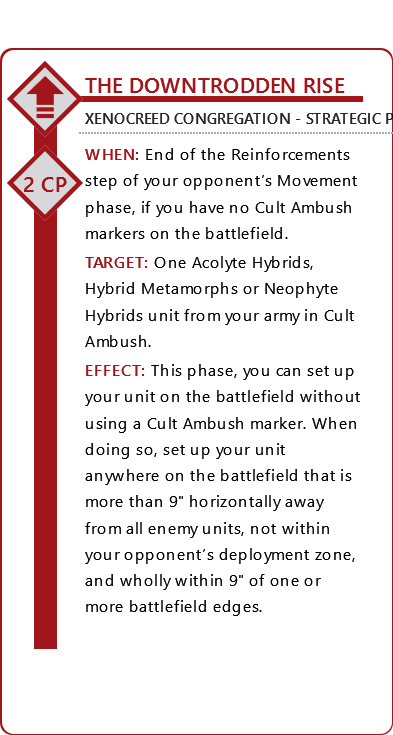 THE DOWNTRODDEN RISE
XENOCREED CONGREGATION - STRATEGIC P
2 CP
WHEN: End of the Reinforcements
step of your opponent's Movement
phase, if you have no Cult Ambush
markers on the battlefield.
TARGET: One Acolyte Hybrids,
Hybrid Metamorphs or Neophyte
Hybrids unit from your army in Cult
Ambush.
EFFECT: This phase, you can set up
your unit on the battlefield without
using a Cult Ambush marker. When
doing so, set up your unit
anywhere on the battlefield that is
more than 9" horizontally away
from all enemy units, not within
your opponent's deployment zone,
and wholly within 9" of one or
more battlefield edges.